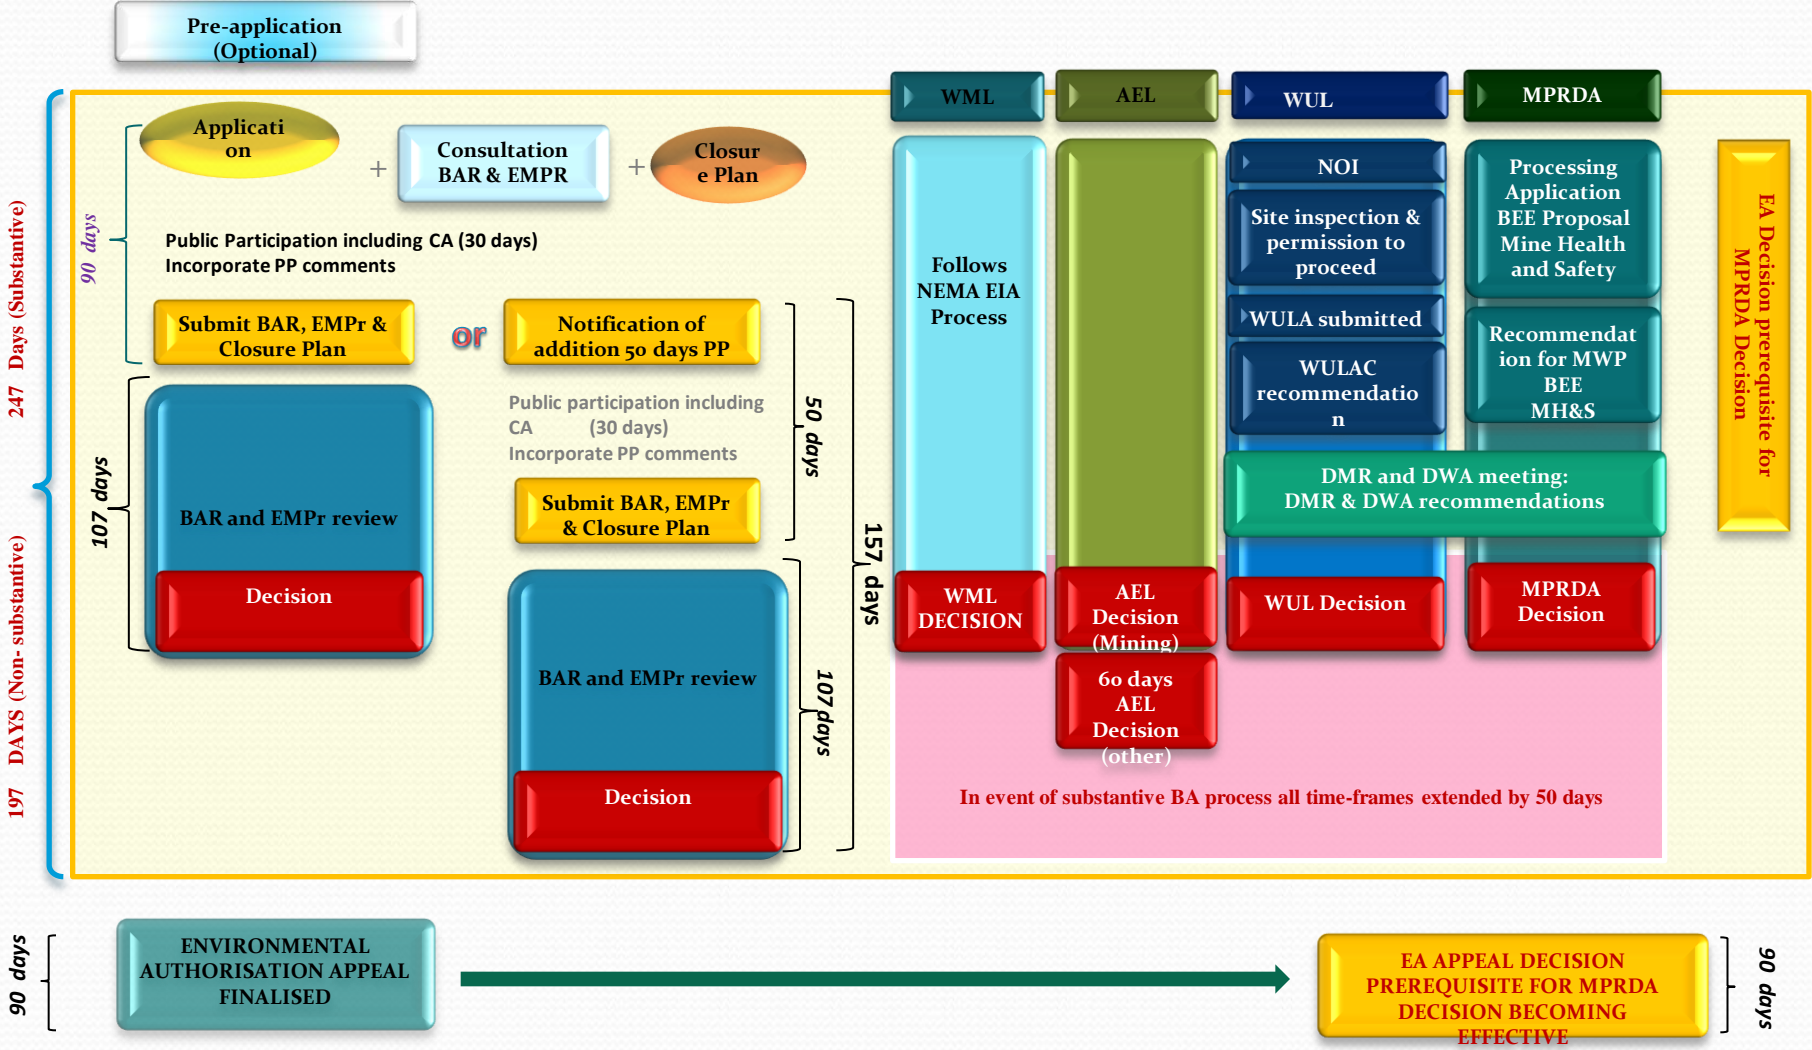 Pre-application
(Optional)
WML
AEL
WUL
MPRDA
247 Days (Substantive)
197 DAYS (Non- substantive)
90 days
Applicati
on
+
Consultation
BAR & EMPR
+
Closur
e Plan
Public Participation including CA (30 days)
Incorporate PP comments
Submit BAR, EMPr &
Closure Plan
or
Notification of
addition 50 days PP
107 days
BAR and EMPr review
Decision
Public participation including
CA (30 days)
Incorporate PP comments
Submit BAR, EMPr
& Closure Plan
50 days
BAR and EMPr review
Decision
107 days
157 days
Follows
NEMA EIA
Process
WML
DECISION
AEL
Decision
(Mining)
60 days
AEL
Decision
(other)
NOI
Site inspection &
permission to
proceed
WULA submitted
WULAC
recommendatio
n
Processing
Application
BEE Proposal
Mine Health
and Safety
Recommendat
ion for MWP
BEE
MH&S
DMR and DWA meeting:
DMR & DWA recommendations
WUL Decision
MPRDA
Decision
In event of substantive BA process all time-frames extended by 50 days
EA Decision prerequisite for
MPRDA Decision
90 days
ENVIRONMENTAL
AUTHORISATION APPEAL
FINALISED
EA APPEAL DECISION
PREREQUISITE FOR MPRDA
DECISION BECOMING
EFFECTIVE
90 days